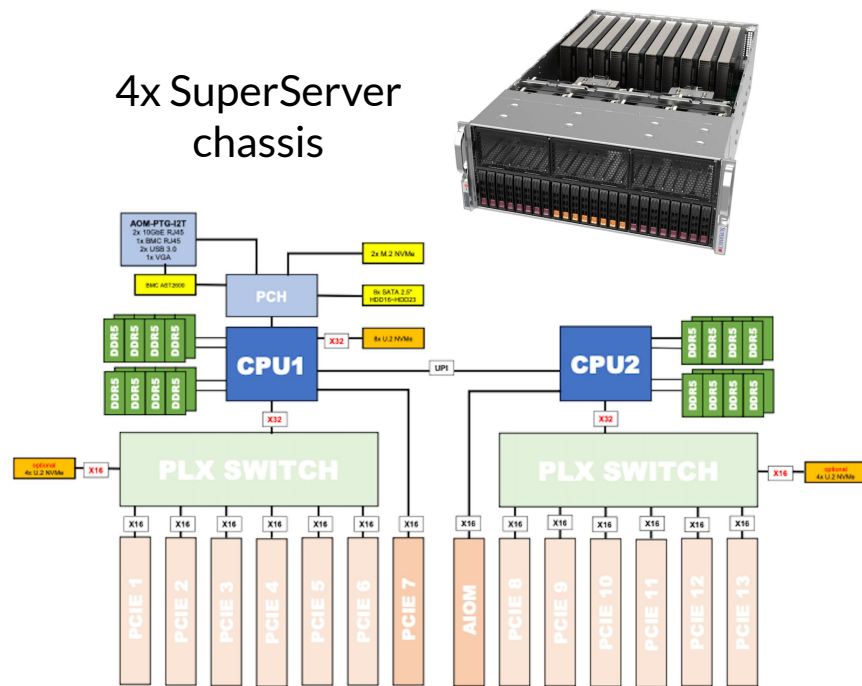 4x SuperServer
chassis
AOM-PTG-I2T
2x 10GbE RJ45
1x BMC RJ45
2x USB 3.0
1x VGA
2x M.2 NVMe
BMC AST2600
PCH
8x SATA 2.5"
HDD16~HDD23
DDR5
DDR5
DDR5
DDR5
CPU1
X32
8x U.2 NVMe
UPI
CPU2
DDR5
DDR5
DDR5
DDR5
DDR5
DDR5
DDR5
DDR5
DDR5
DDR5
DDR5
DDR5
X32
X32
optional
4x U.2 NVMe
X16
PLX SWITCH
PLX SWITCH
X16
optional
4x U.2 NVMe
X16
X16
X16
X16
X16
X16
X16
X16
X16
X16
X16
X16
X16
X16
PCIE 1
PCIE 2
PCIE 3
PCIE 4
PCIE 5
PCIE 6
PCIE 7
AIOM
PCIE 8
PCIE 9
PCIE 10
PCIE 11
PCIE 12
PCIE 13